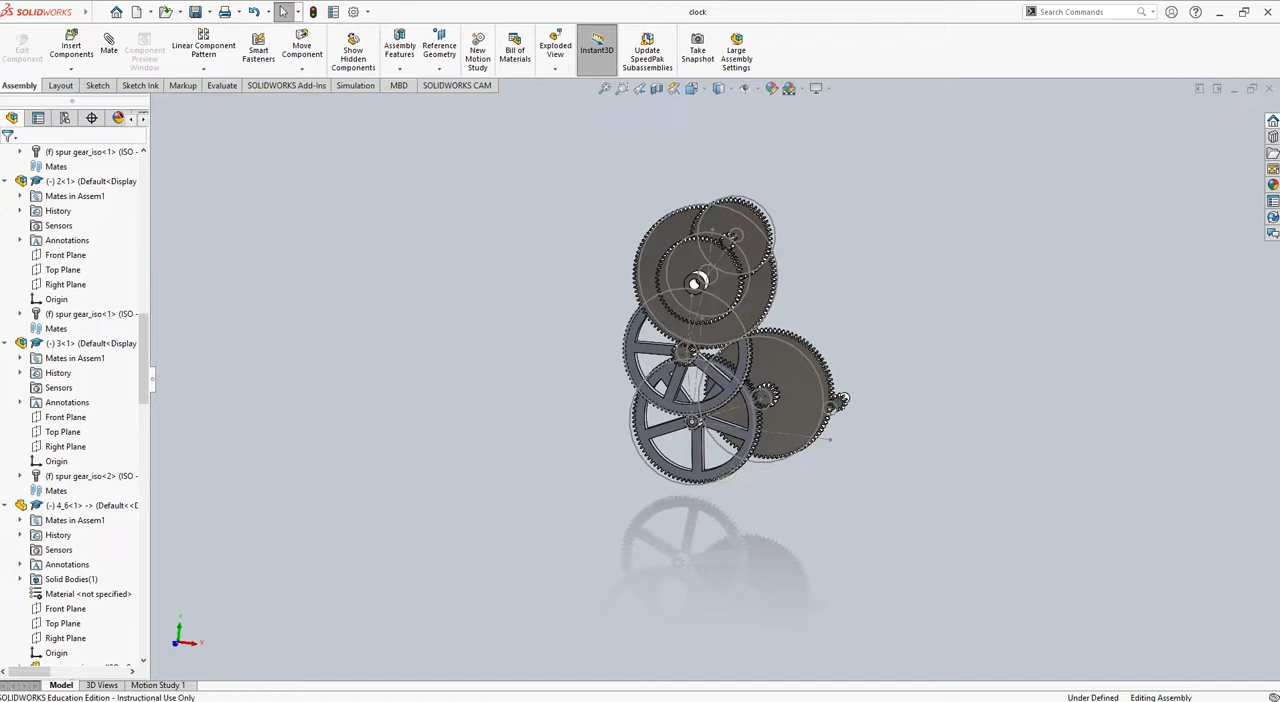 SOLIDWORKS
clock
Search Commands
Edit Component
Insert Components
Mate
Component Preview Window
Linear Component Pattern
Smart Fasteners
Move Component
Show Hidden Components
Assembly Features
Reference Geometry
New Motion Study
Bill of Materials
Exploded View
Instant3D
Update SpeedPak Subassemblies
Take Snapshot
Large Assembly Settings
Assembly Layout Sketch Sketch Ink Markup Evaluate SOLIDWORKS Add-Ins Simulation MBD SOLIDWORKS CAM
(f) spur gear_iso<1> (ISO -
Mates
(-) 2<1> (Default<Display
Mates in Assem1
History
Sensors
Annotations
Front Plane
Top Plane
Right Plane
Origin
(f) spur gear_iso<1> (ISO -
Mates
(-) 3<1> (Default<Display
Mates in Assem1
History
Sensors
Annotations
Front Plane
Top Plane
Right Plane
Origin
(f) spur gear_iso<2> (ISO -
Mates
(-) 4_6<1> -> (Default<<D
Mates in Assem1
History
Sensors
Annotations
Solid Bodies(1)
Material <not specified>
Front Plane
Top Plane
Right Plane
Origin
Y
X
Model 3D Views Motion Study 1
SOLIDWORKS Education Edition - Instructional Use Only
Under Defined Editing Assembly